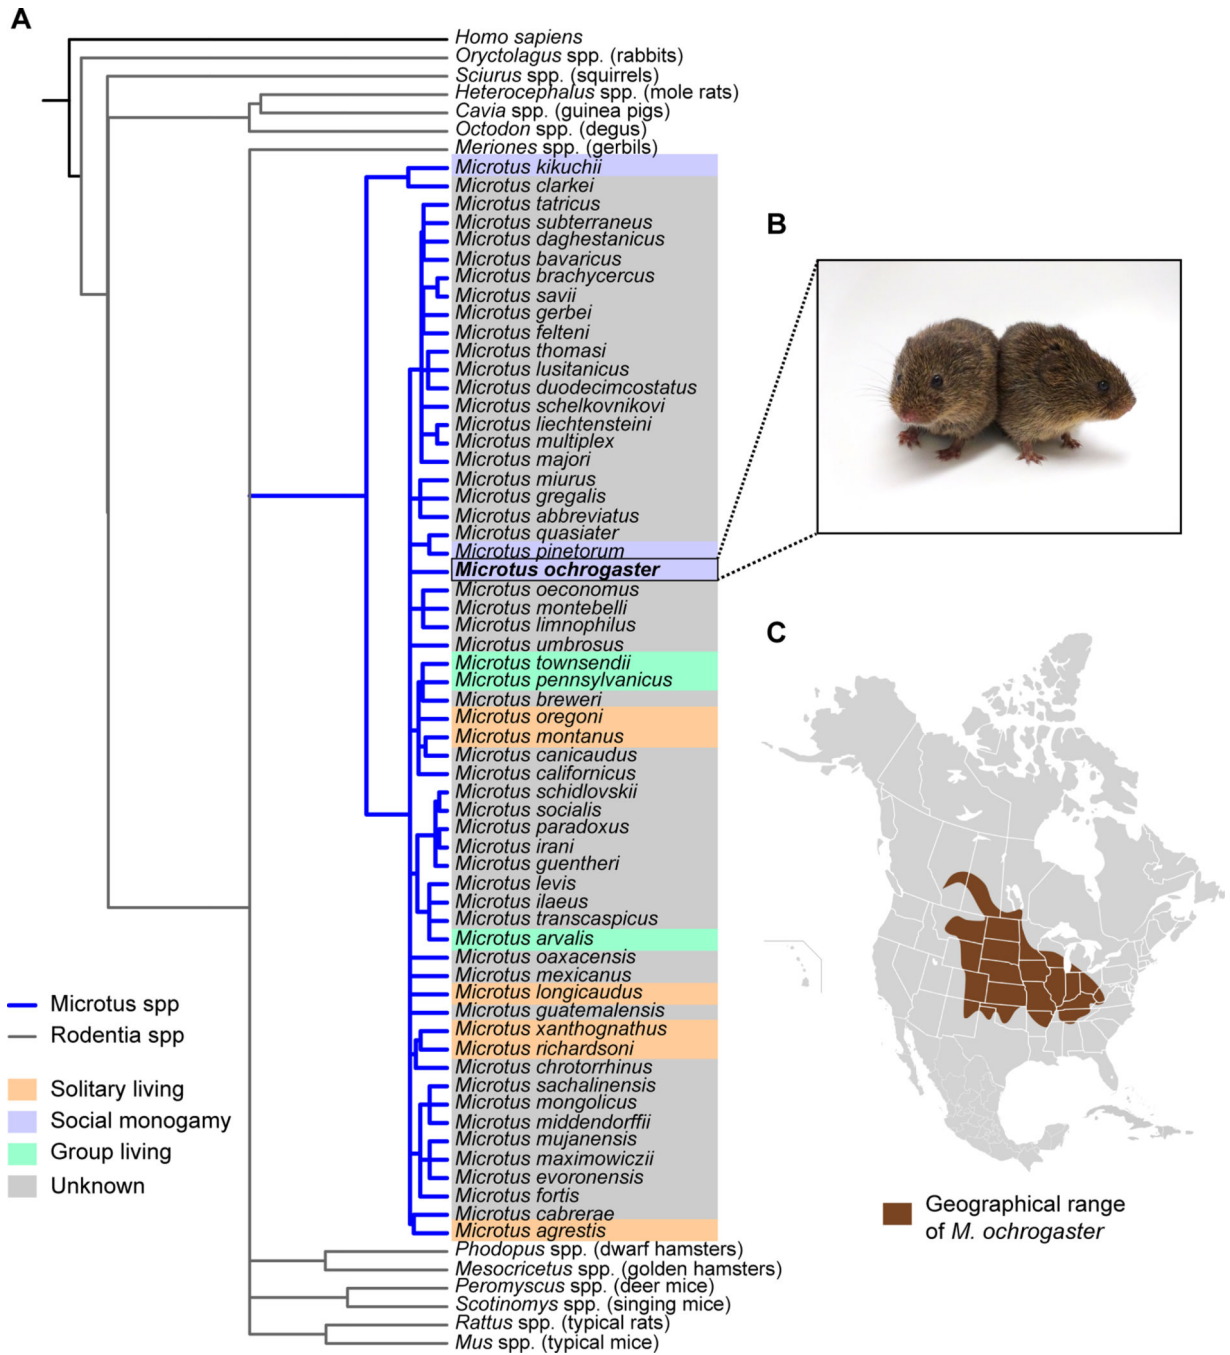 A
Homo sapiens
Oryctolagus spp. (rabbits)
Sciurus spp. (squirrels)
Heterocephalus spp. (mole rats)
Cavia spp. (guinea pigs)
Octodon spp. (degus)
Meriones spp. (gerbils)
Microtus kikuchii
Microtus clarkei
Microtus tatricus
Microtus subterraneus
Microtus daghestanicus
Microtus bavaricus
Microtus brachycercus
Microtus savii
Microtus gerbei
Microtus felteni
Microtus thomasi
Microtus lusitanicus
Microtus duodecimcostatus
Microtus schelkovnikovi
Microtus liechtensteini
Microtus multiplex
Microtus majori
Microtus miurus
Microtus gregalis
Microtus abbreviatus
Microtus quasiater
Microtus pinetorum
Microtus ochrogaster
Microtus oeconomus
Microtus montebelli
Microtus limnophilus
Microtus umbrosus
Microtus townsendii
Microtus pennsylvanicus
Microtus breweri
Microtus oregoni
Microtus montanus
Microtus canicaudus
Microtus californicus
Microtus schidlovskii
Microtus socialis
Microtus paradoxus
Microtus irani
Microtus guentheri
Microtus levis
Microtus ilaeus
Microtus transcaspicus
Microtus arvalis
Microtus oaxacensis
Microtus mexicanus
Microtus longicaudus
Microtus guatemalensis
Microtus xanthognathus
Microtus richardsoni
Microtus chrotorrhinus
Microtus sachalinensis
Microtus mongolicus
Microtus middendorffii
Microtus mujanensis
Microtus maximowiczii
Microtus evoronensis
Microtus fortis
Microtus cabrerae
Microtus agrestis
Phodopus spp. (dwarf hamsters)
Mesocricetus spp. (golden hamsters)
Peromyscus spp. (deer mice)
Scotinomys spp. (singing mice)
Rattus spp. (typical rats)
Mus spp. (typical mice)
Microtus spp
Rodentia spp
Solitary living
Social monogamy
Group living
Unknown
B
C
Geographical range
of M. ochrogaster